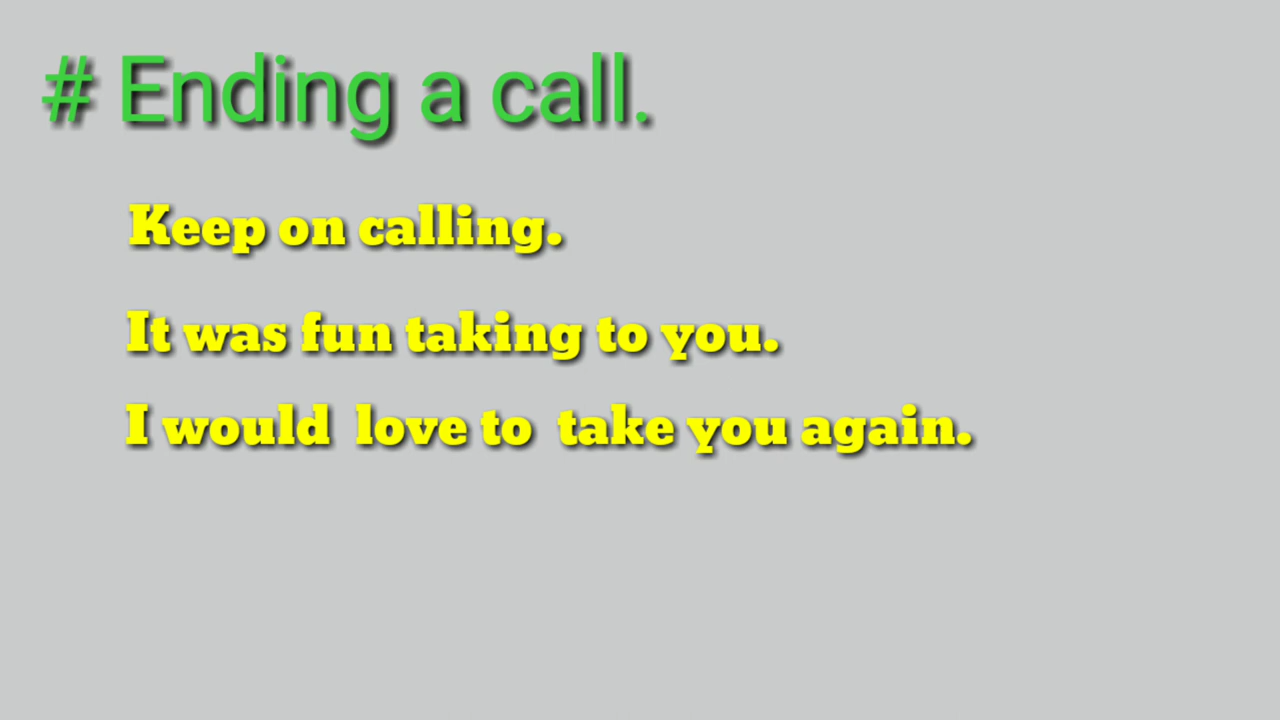 # Ending a call.
Keep on calling.
It was fun taking to you.
I would love to take you again.